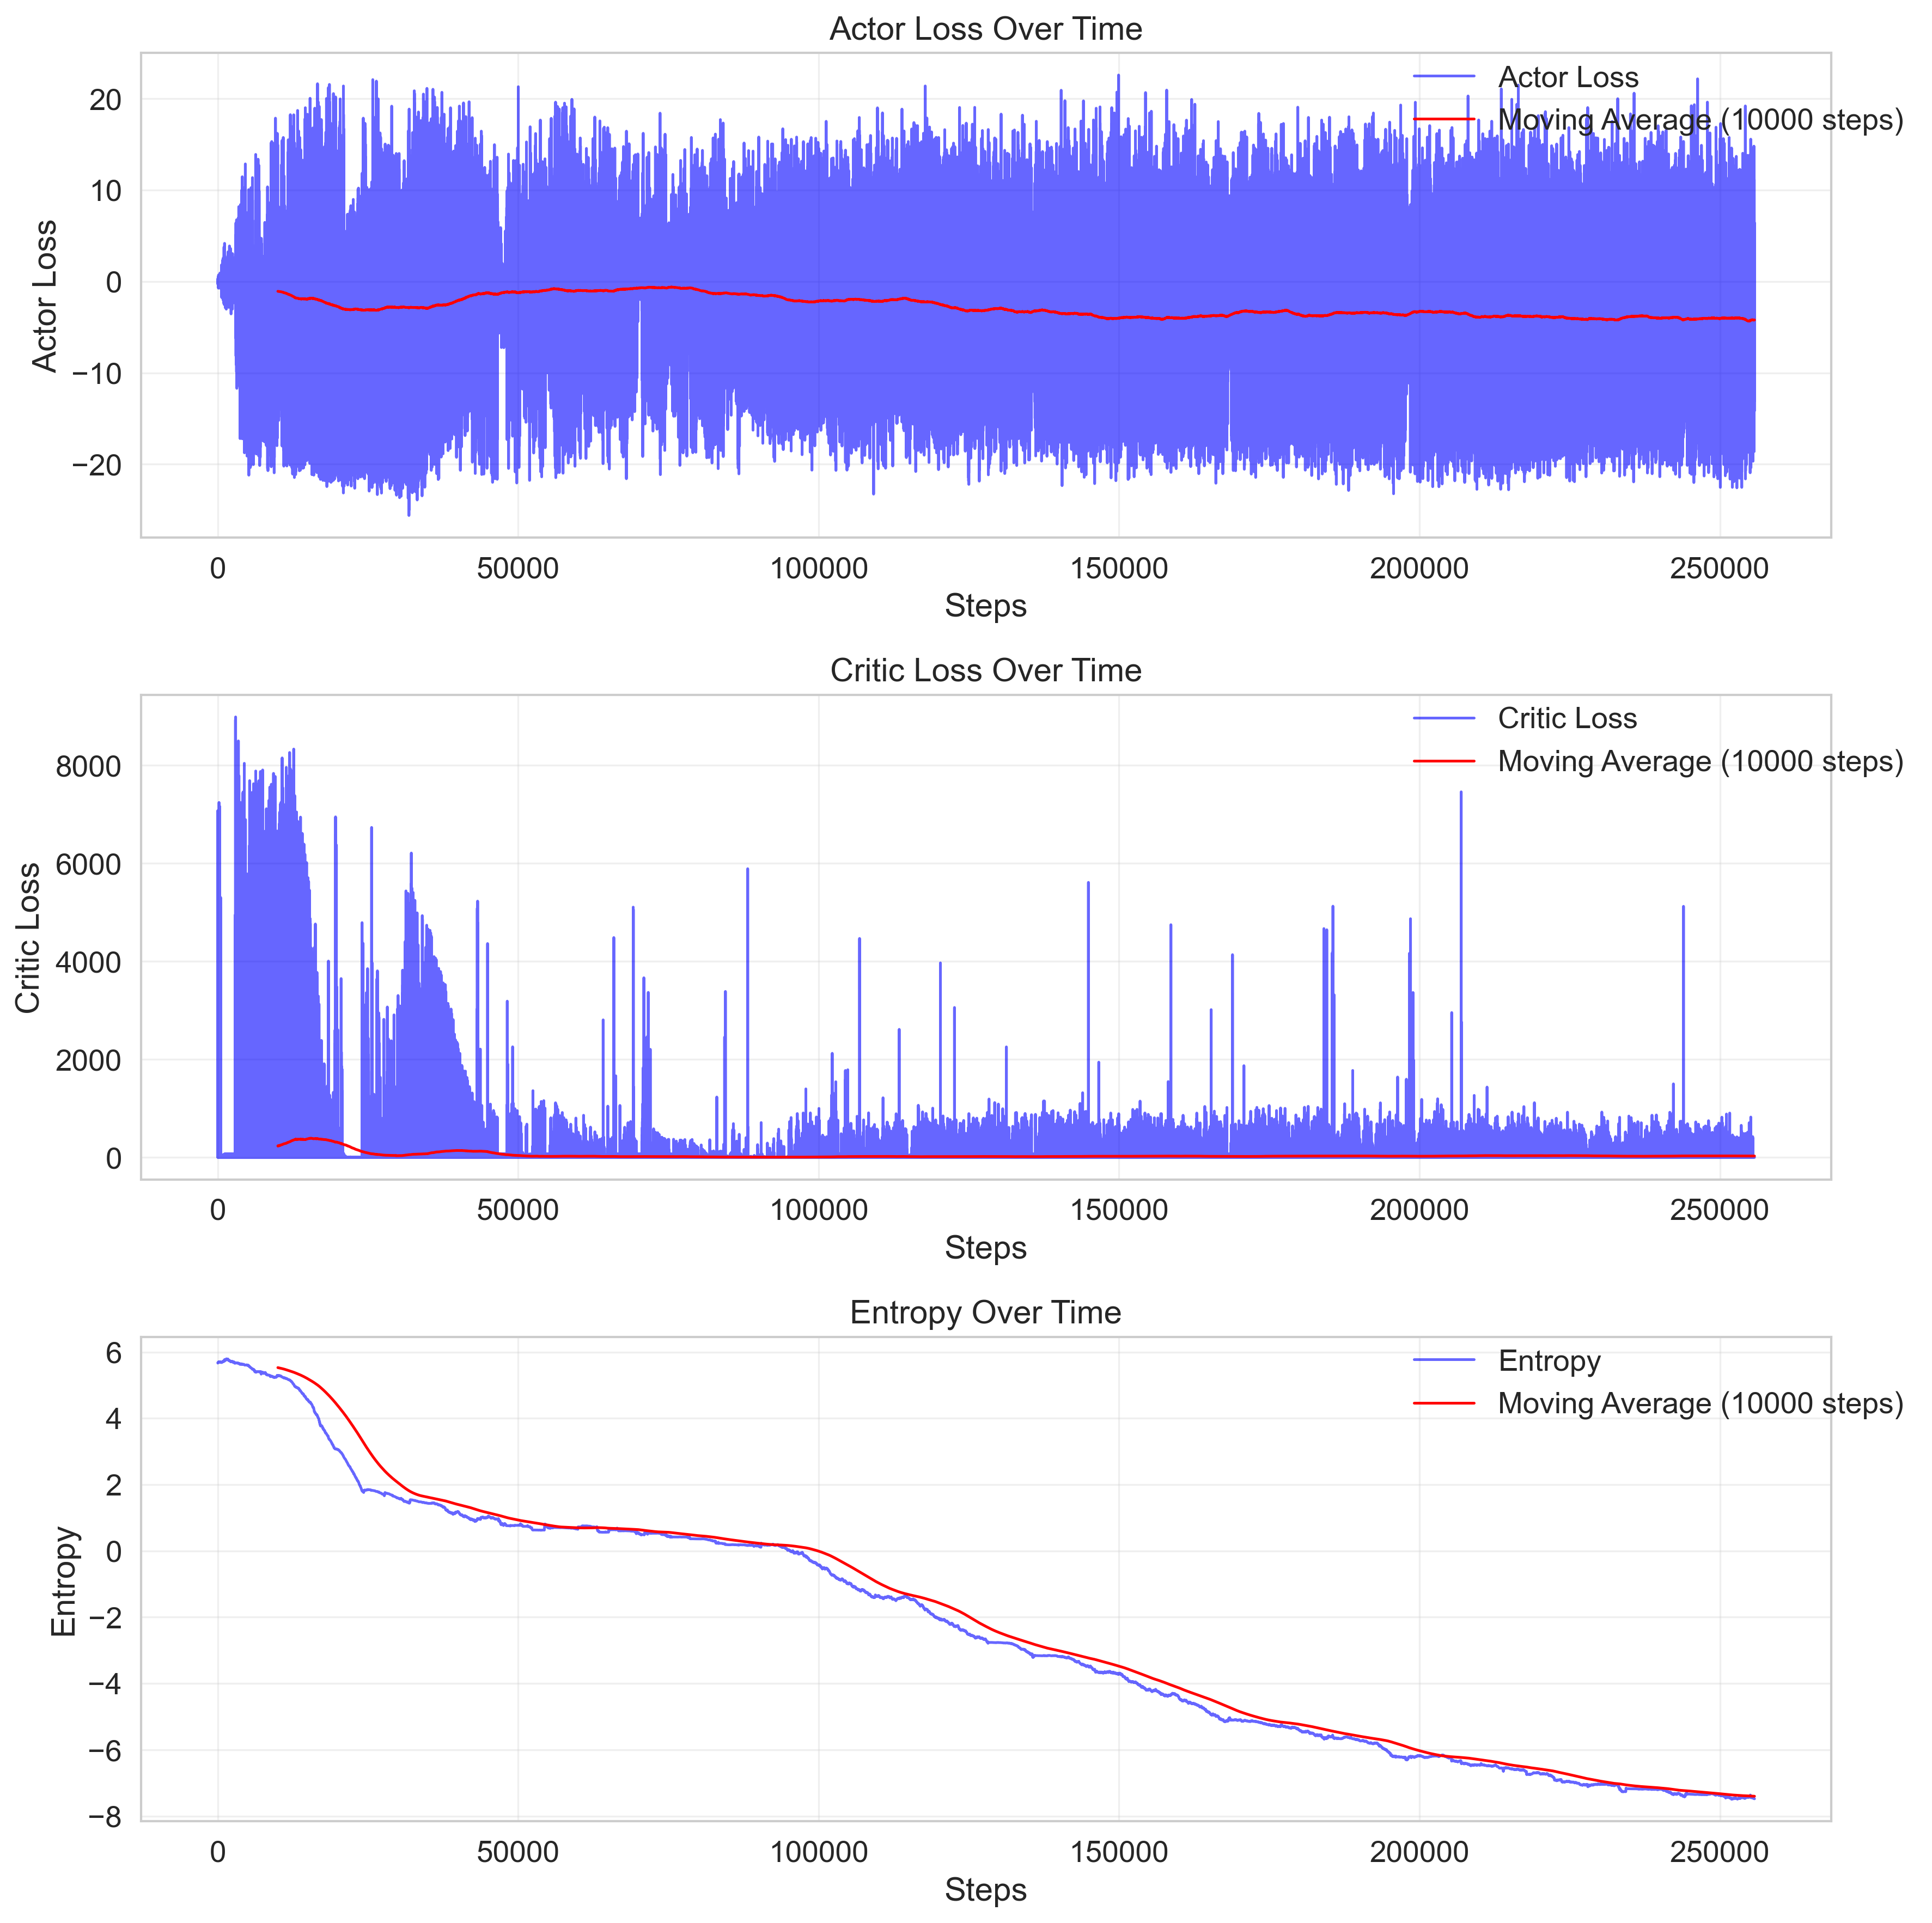 Actor Loss Over Time
Actor Loss
Moving Average (10000 steps)
20
10
0
−10
−20
Actor Loss
0 50000 100000 150000 200000 250000
Steps
Critic Loss Over Time
Critic Loss
Moving Average (10000 steps)
8000
6000
4000
2000
0
Critic Loss
0 50000 100000 150000 200000 250000
Steps
Entropy Over Time
Entropy
Moving Average (10000 steps)
6
4
2
0
−2
−4
−6
−8
Entropy
0 50000 100000 150000 200000 250000
Steps